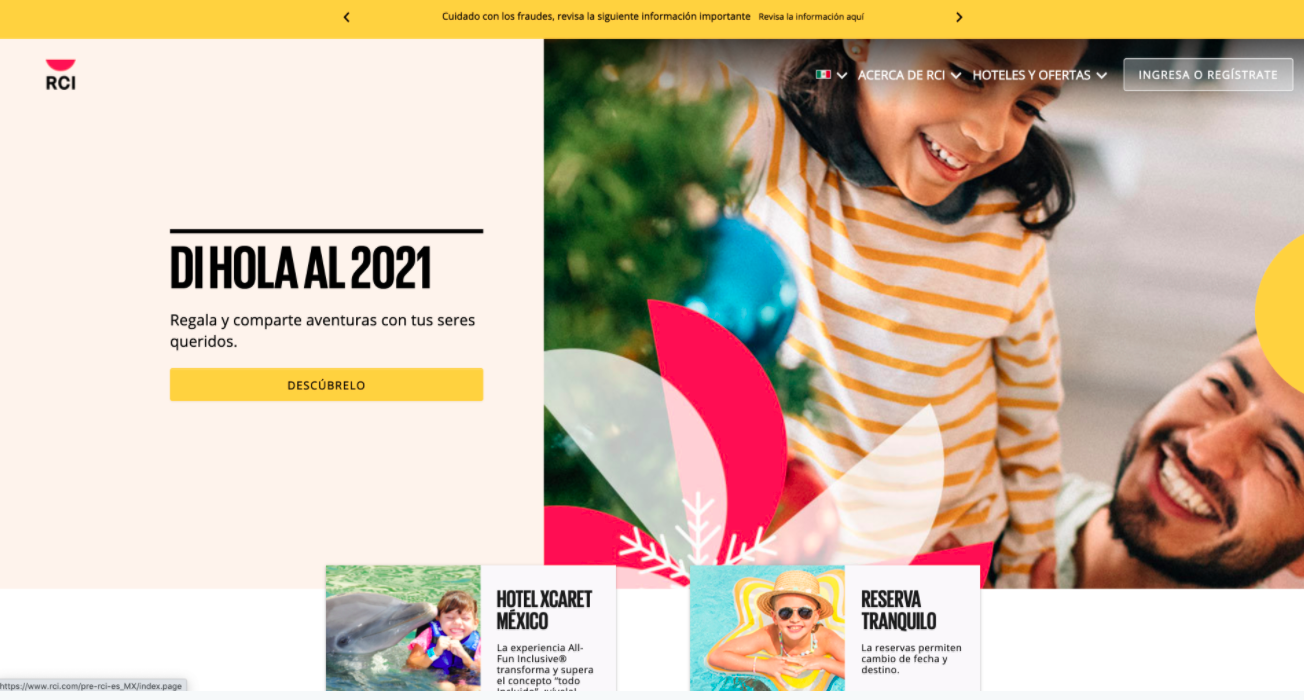 Cuidado con los fraudes, revisa la siguiente información importante Revisa la información aquí
RCI
ACERCA DE RCI HOTELES Y OFERTAS INGRESA O REGÍSTRATE
DI HOLA AL 2021
Regala y comparte aventuras con tus seres
queridos.
DESCÚBRELO
HOTEL XCARET
MÉXICO
La experiencia All-
Fun Inclusive®
transforma y supera
el concepto "todo
incluido", ¡vívelo!
RESERVA
TRANQUILO
La reservas permiten
cambio de fecha y
destino.
https://www.rci.com/pre-rci-es_MX/index.page